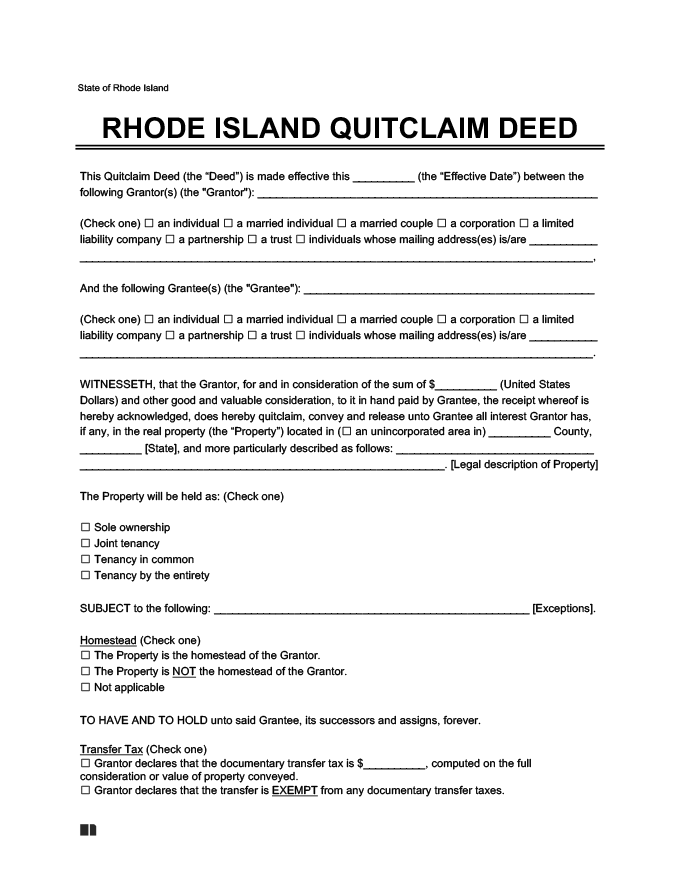 State of Rhode Island
RHODE ISLAND QUITCLAIM DEED
This Quitclaim Deed (the “Deed”) is made effective this __________ (the “Effective Date”) between the
following Grantor(s) (the "Grantor"): ________________________________________________________
(Check one) ☐ an individual ☐ a married individual ☐ a married couple ☐ a corporation ☐ a limited
liability company ☐ a partnership ☐ a trust ☐ individuals whose mailing address(es) is/are ___________
___________________________________________________________________________________,
And the following Grantee(s) (the "Grantee"): _______________________________________________
(Check one) ☐ an individual ☐ a married individual ☐ a married couple ☐ a corporation ☐ a limited
liability company ☐ a partnership ☐ a trust ☐ individuals whose mailing address(es) is/are ___________
___________________________________________________________________________________.
WITNESSETH, that the Grantor, for and in consideration of the sum of $__________ (United States
Dollars) and other good and valuable consideration, to it in hand paid by Grantee, the receipt whereof is
hereby acknowledged, does hereby quitclaim, convey and release unto Grantee all interest Grantor has,
if any, in the real property (the “Property”) located in (☐ an unincorporated area in) __________ County,
__________ [State], and more particularly described as follows: ________________________________
___________________________________________________________. [Legal description of Property]
The Property will be held as: (Check one)
☐ Sole ownership
☐ Joint tenancy
☐ Tenancy in common
☐ Tenancy by the entirety
SUBJECT to the following: ___________________________________________________ [Exceptions].
Homestead (Check one)
☐ The Property is the homestead of the Grantor.
☐ The Property is NOT the homestead of the Grantor.
☐ Not applicable
TO HAVE AND TO HOLD unto said Grantee, its successors and assigns, forever.
Transfer Tax (Check one)
☐ Grantor declares that the documentary transfer tax is $__________, computed on the full
consideration or value of property conveyed.
☐ Grantor declares that the transfer is EXEMPT from any documentary transfer taxes.